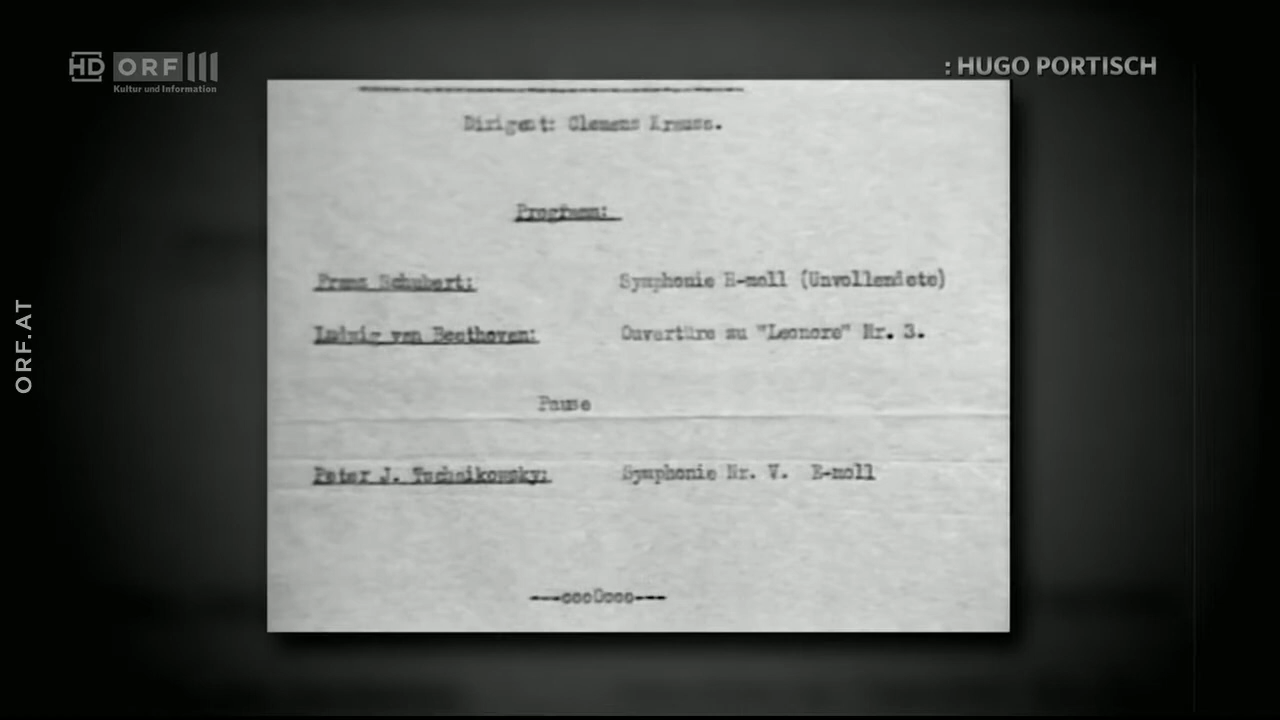 HD ORF III
: HUGO PORTISCH
Kultur und Information
Dirigent: Clemens Krauss.
Programm:
Franz Schubert: Symphonie H-moll (Unvollendete)
Ludwig van Beethoven: Ouvertüre zu "Leonore" Nr. 3.
Pause
Peter J. Tschaikowsky: Symphonie Nr. V. E-moll
---oooOooo---
ORF.AT